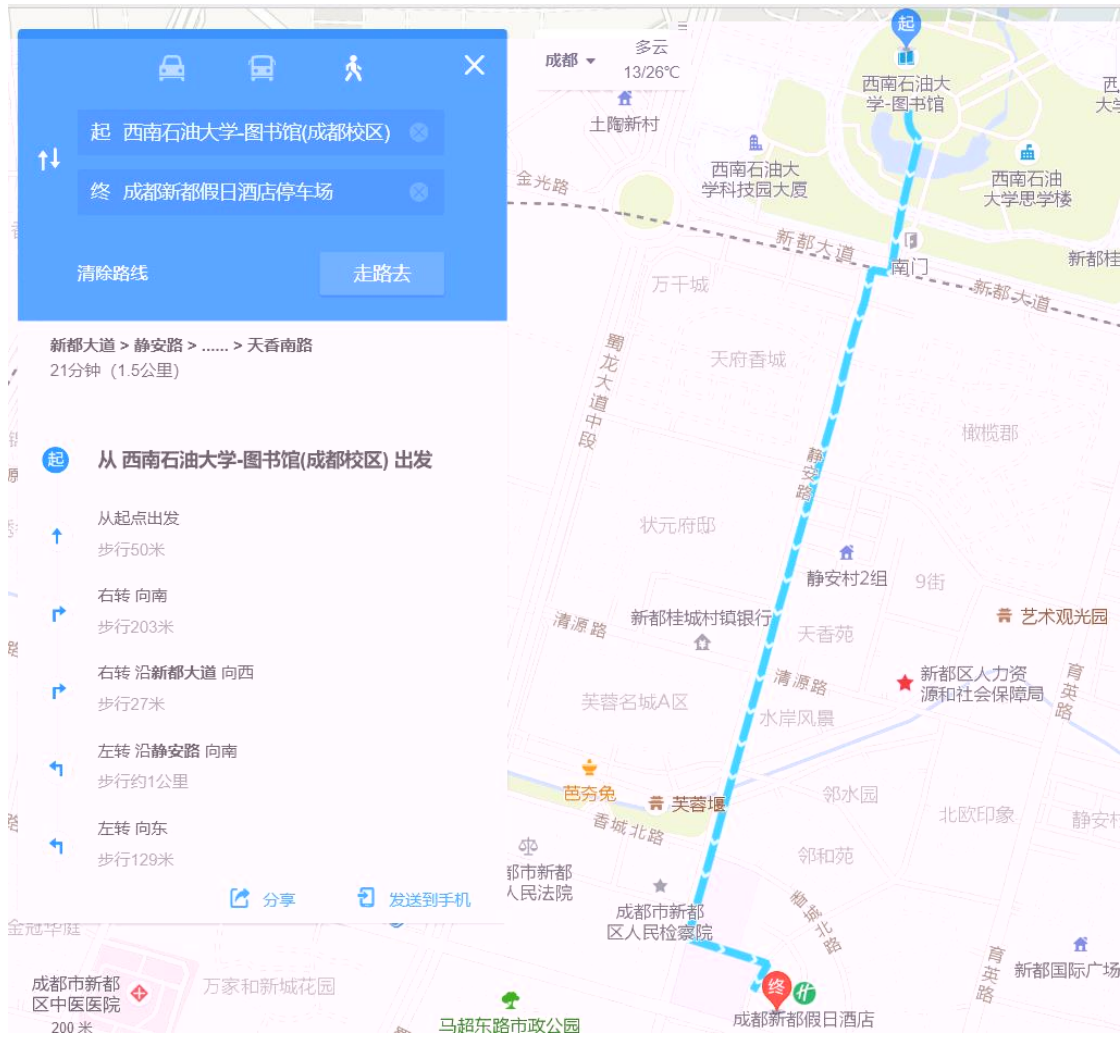 起 西南石油大学-图书馆(成都校区)
终 成都新都假日酒店停车场
清除路线
走路去
新都大道 > 静安路 > ...... > 天香南路
21分钟 (1.5公里)
起
从 西南石油大学-图书馆(成都校区) 出发
从起点出发
步行50米
右转 向南
步行203米
右转 沿新都大道 向西
步行27米
左转 沿静安路 向南
步行约1公里
左转 向东
步行129米
分享
发送到手机
成都
多云
13/26℃
起
西南石油大
学-图书馆
土陶新村
西南石油大
学科技园大厦
西南石油
大学思学楼
金光路
新都大道
南门
新都大道
万干城
蜀龙大道中段
天府香城
橄榄郡
静安路
状元府邸
静安村2组
9街
新都桂城村镇银行
清源路
天香苑
艺术观光园
清源路
新都区人力资
源和社会保障局
育英路
芙蓉名城A区
水岸风景
芭夯兔
芙蓉堰
邻水园
北欧印象
香城北路
邻和苑
成都市新都
区人民检察院
香城北路
育英路
新都国际广场
终
成都新都假日酒店
万家和新城花园
成都市新都
区中医医院
200 米
马超东路市政公园